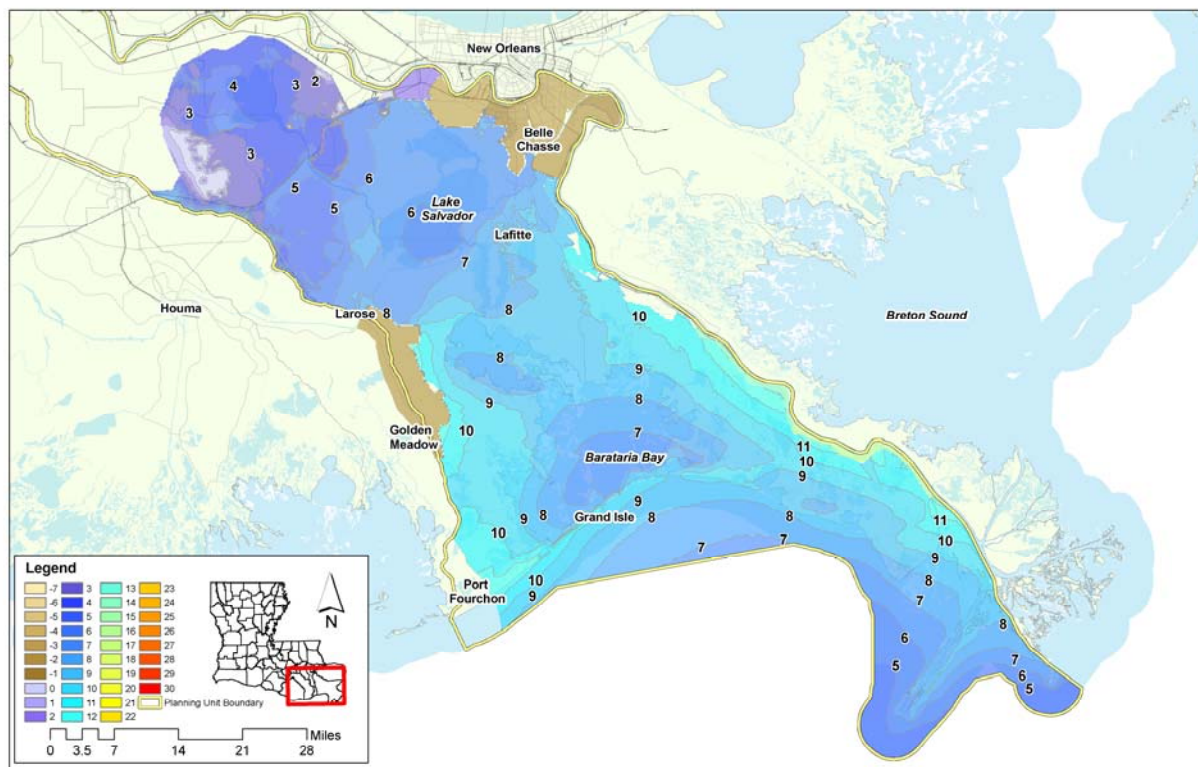 New Orleans
4
3
2
3
Belle
Chasse
3
6
5
5
6
Lake
Salvador
Lafitte
7
Houma
Larose
8
8
10
Breton Sound
8
9
8
9
10
7
Golden
Meadow
11
Barataria Bay
10
9
9
9
8
Grand Isle
8
8
11
10
7
7
10
9
Port
Fourchon
10
9
8
7
8
6
5
7
6
5
Legend
-7 3 13 23
-6 4 14 24
-5 5 15 25
-4 6 16 26
-3 7 17 27
-2 8 18 28
-1 9 19 29
0 10 20 30
1 11 21 Planning Unit Boundary
2 12 22
N
Miles
0 3.5 7 14 21 28